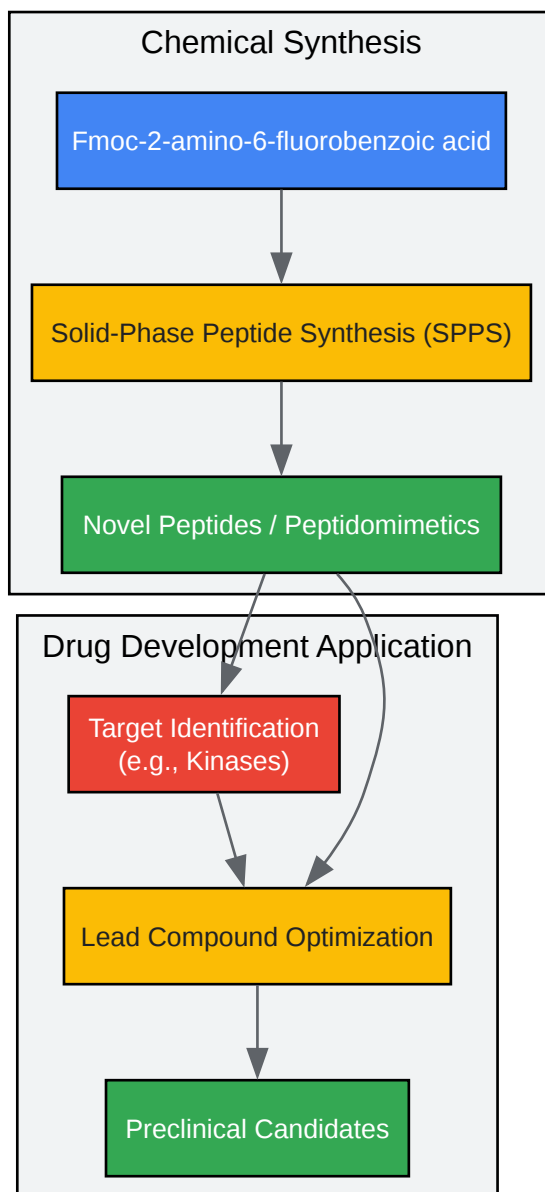 Chemical Synthesis
Fmoc-2-amino-6-fluorobenzoic acid
Solid-Phase Peptide Synthesis (SPPS)
Novel Peptides / Peptidomimetics
Drug Development Application
Target Identification
(e.g., Kinases)
Lead Compound Optimization
Preclinical Candidates